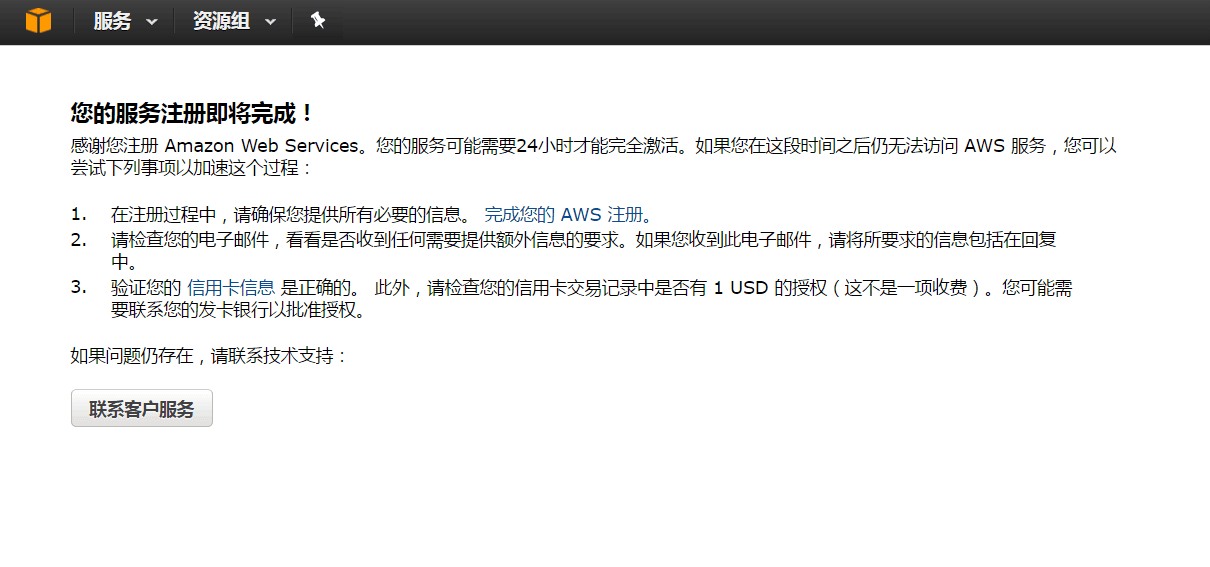 服务 资源组
您的服务注册即将完成！
感谢您注册 Amazon Web Services。您的服务可能需要24小时才能完全激活。如果您在这段时间之后仍无法访问 AWS 服务，您可以
尝试下列事项以加速这个过程：
1. 在注册过程中，请确保您提供所有必要的信息。 完成您的 AWS 注册。
2. 请检查您的电子邮件，看看是否收到任何需要提供额外信息的要求。如果您收到此电子邮件，请将所要求的信息包括在回复
中。
3. 验证您的 信用卡信息 是正确的。 此外，请检查您的信用卡交易记录中是否有 1 USD 的授权（这不是一项收费）。您可能需
要联系您的发卡银行以批准授权。
如果问题仍存在，请联系技术支持：
联系客户服务